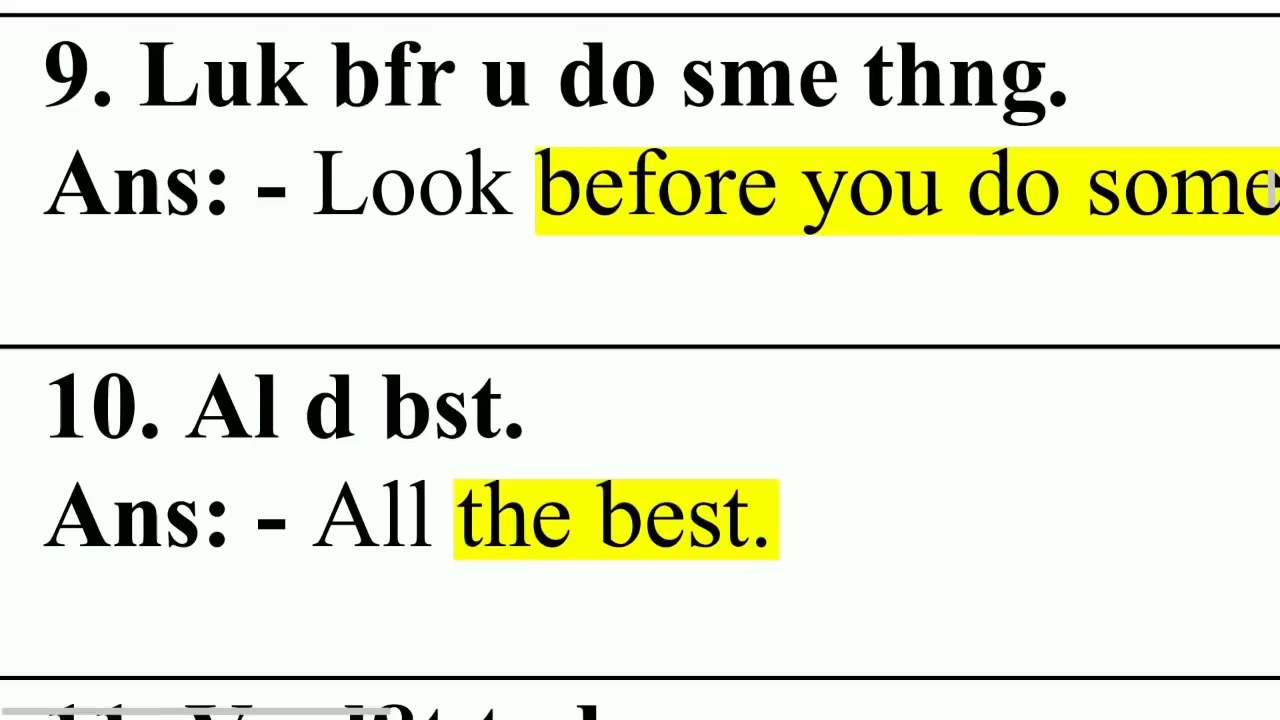 9. Luk bfr u do sme thng.
Ans: - Look before you do some
10. Al d bst.
Ans: - All the best.